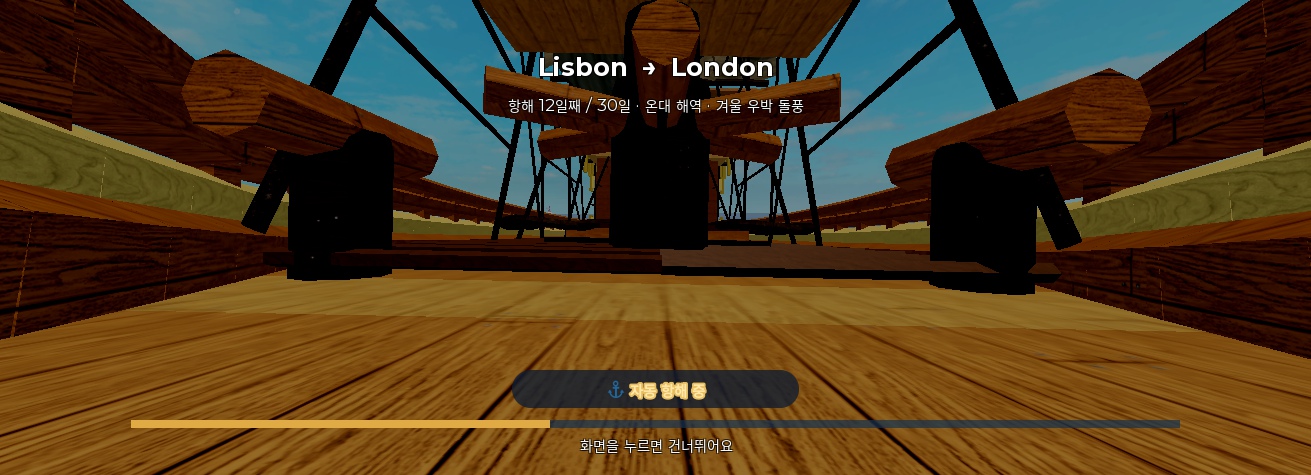 Lisbon → London
항해 12일째 / 30일 · 온대 해역 · 겨울 우박 돌풍
⚓ 자동 항해 중
화면을 누르면 건너뛰어요